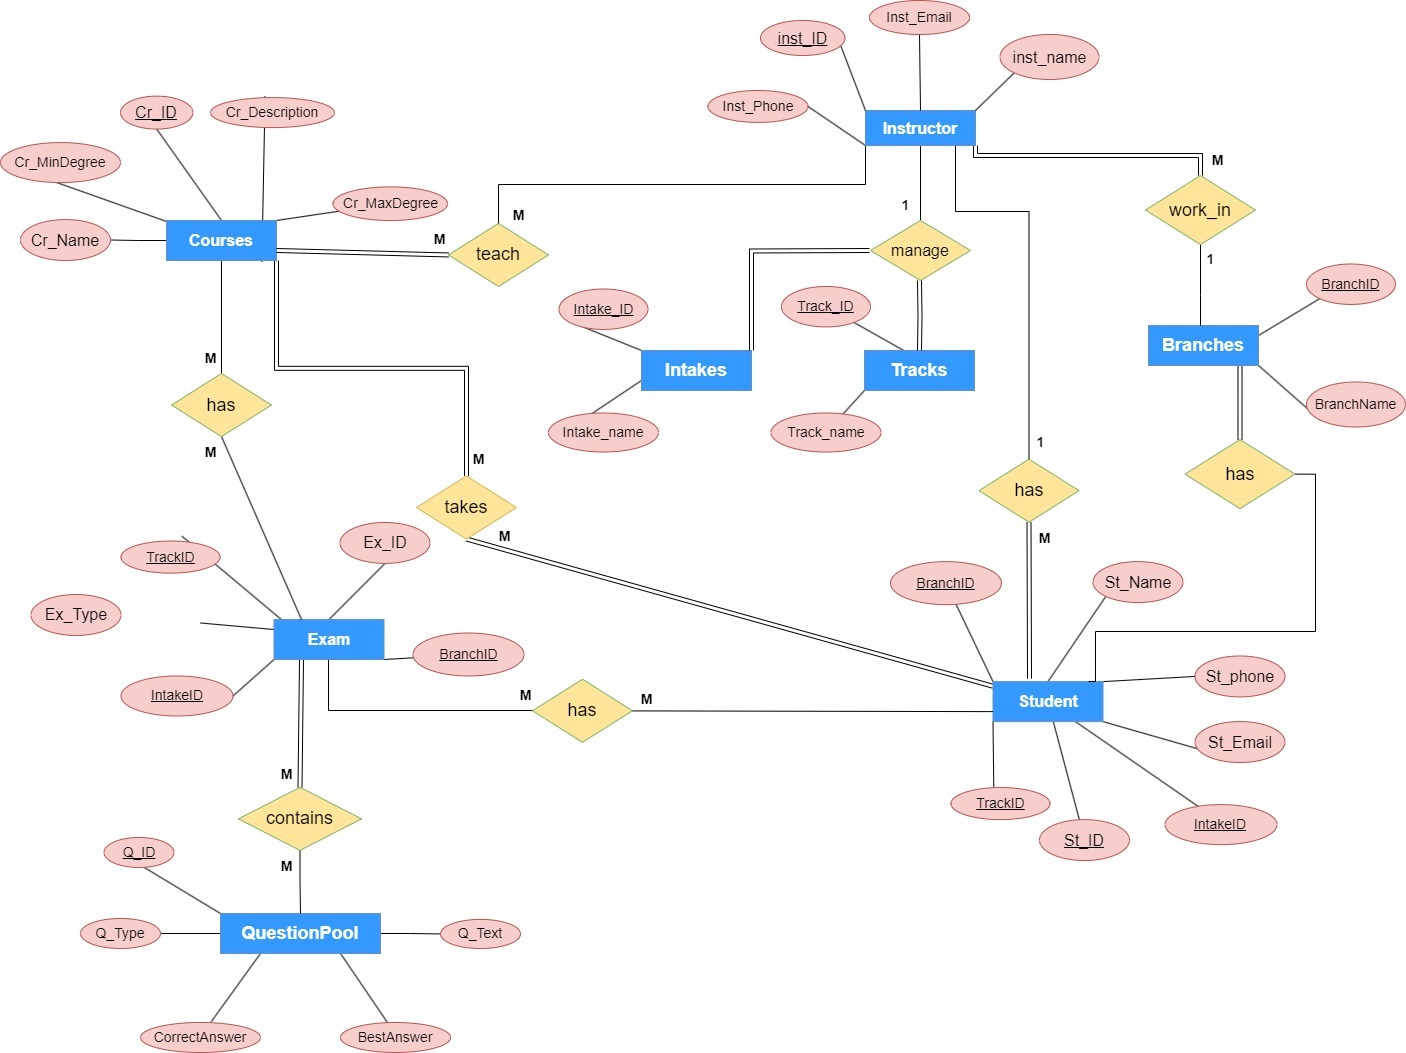 Inst_Email
inst_ID
inst_name
Inst_Phone
Cr_ID
Cr_Description
Instructor
Cr_MinDegree
M
Cr_MaxDegree
1
M
work_in
Cr_Name
Courses
M
teach
manage
1
BranchID
Intake_ID
Track_ID
Branches
M
Intakes
Tracks
has
BranchName
Intake_name
Track_name
1
M
M
has
has
takes
M
M
Ex_ID
TrackID
BranchID
St_Name
Ex_Type
Exam
BranchID
St_phone
IntakeID
M
has
M
Student
St_Email
M
TrackID
contains
IntakeID
St_ID
Q_ID
M
Q_Type
QuestionPool
Q_Text
CorrectAnswer
BestAnswer